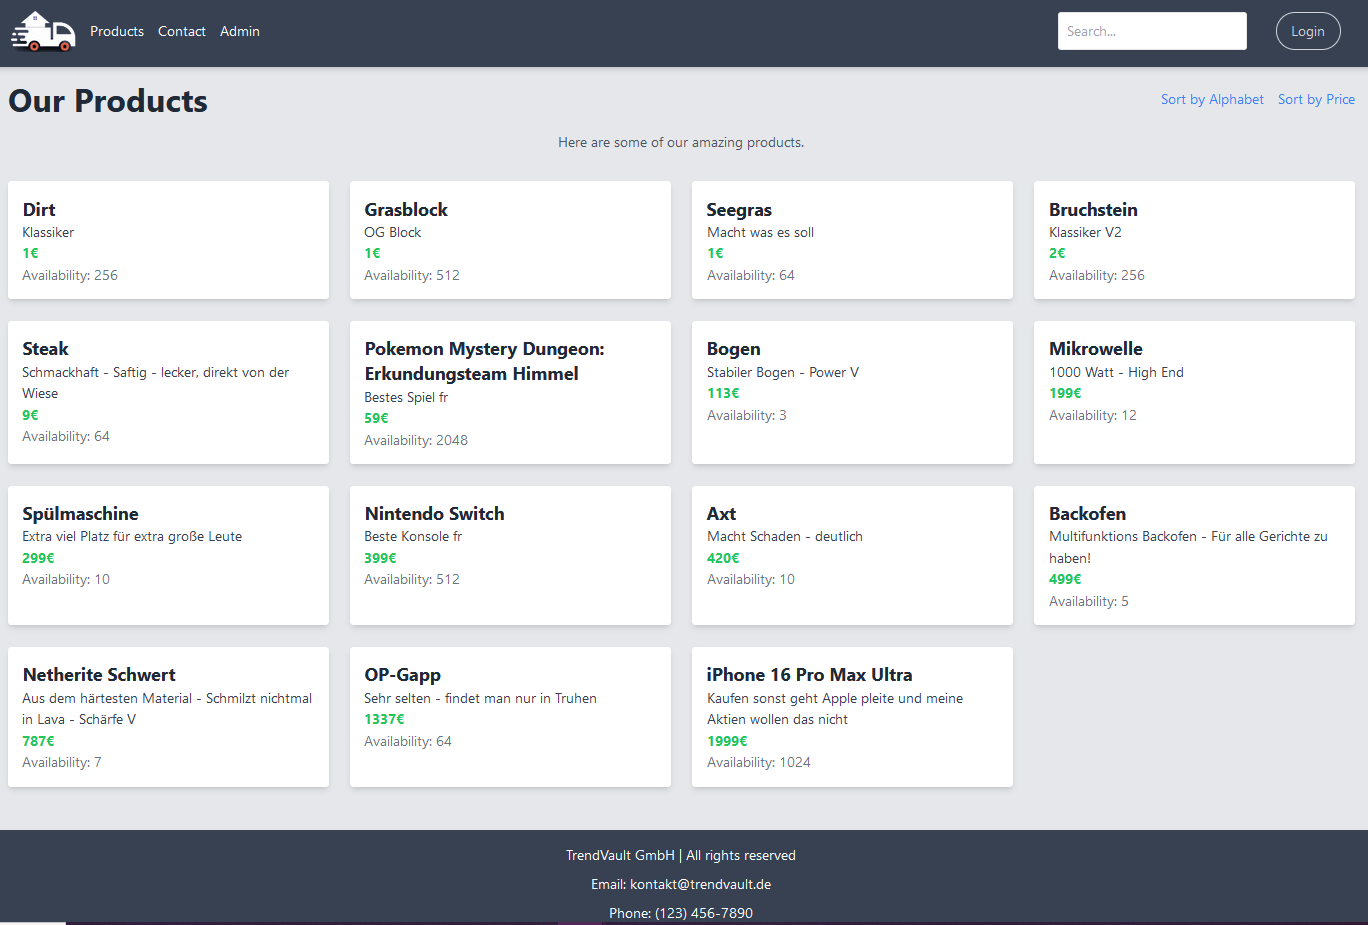 Products Contact Admin Search... Login
Our Products
Sort by Alphabet Sort by Price
Here are some of our amazing products.
Dirt
Klassiker
1€
Availability: 256
Grasblock
OG Block
1€
Availability: 512
Seegras
Macht was es soll
1€
Availability: 64
Bruchstein
Klassiker V2
2€
Availability: 256
Steak
Schmackhaft - Saftig - lecker, direkt von der
Wiese
9€
Availability: 64
Pokemon Mystery Dungeon:
Erkundungsteam Himmel
Bestes Spiel fr
59€
Availability: 2048
Bogen
Stabiler Bogen - Power V
113€
Availability: 3
Mikrowelle
1000 Watt - High End
199€
Availability: 12
Spülmaschine
Extra viel Platz für extra große Leute
299€
Availability: 10
Nintendo Switch
Beste Konsole fr
399€
Availability: 512
Axt
Macht Schaden - deutlich
420€
Availability: 10
Backofen
Multifunktions Backofen - Für alle Gerichte zu
haben!
499€
Availability: 5
Netherite Schwert
Aus dem härtesten Material - Schmilzt nichtmal
in Lava - Schärfe V
787€
Availability: 7
OP-Gapp
Sehr selten - findet man nur in Truhen
1337€
Availability: 64
iPhone 16 Pro Max Ultra
Kaufen sonst geht Apple pleite und meine
Aktien wollen das nicht
1999€
Availability: 1024
TrendVault GmbH | All rights reserved
Email: kontakt@trendvault.de
Phone: (123) 456-7890